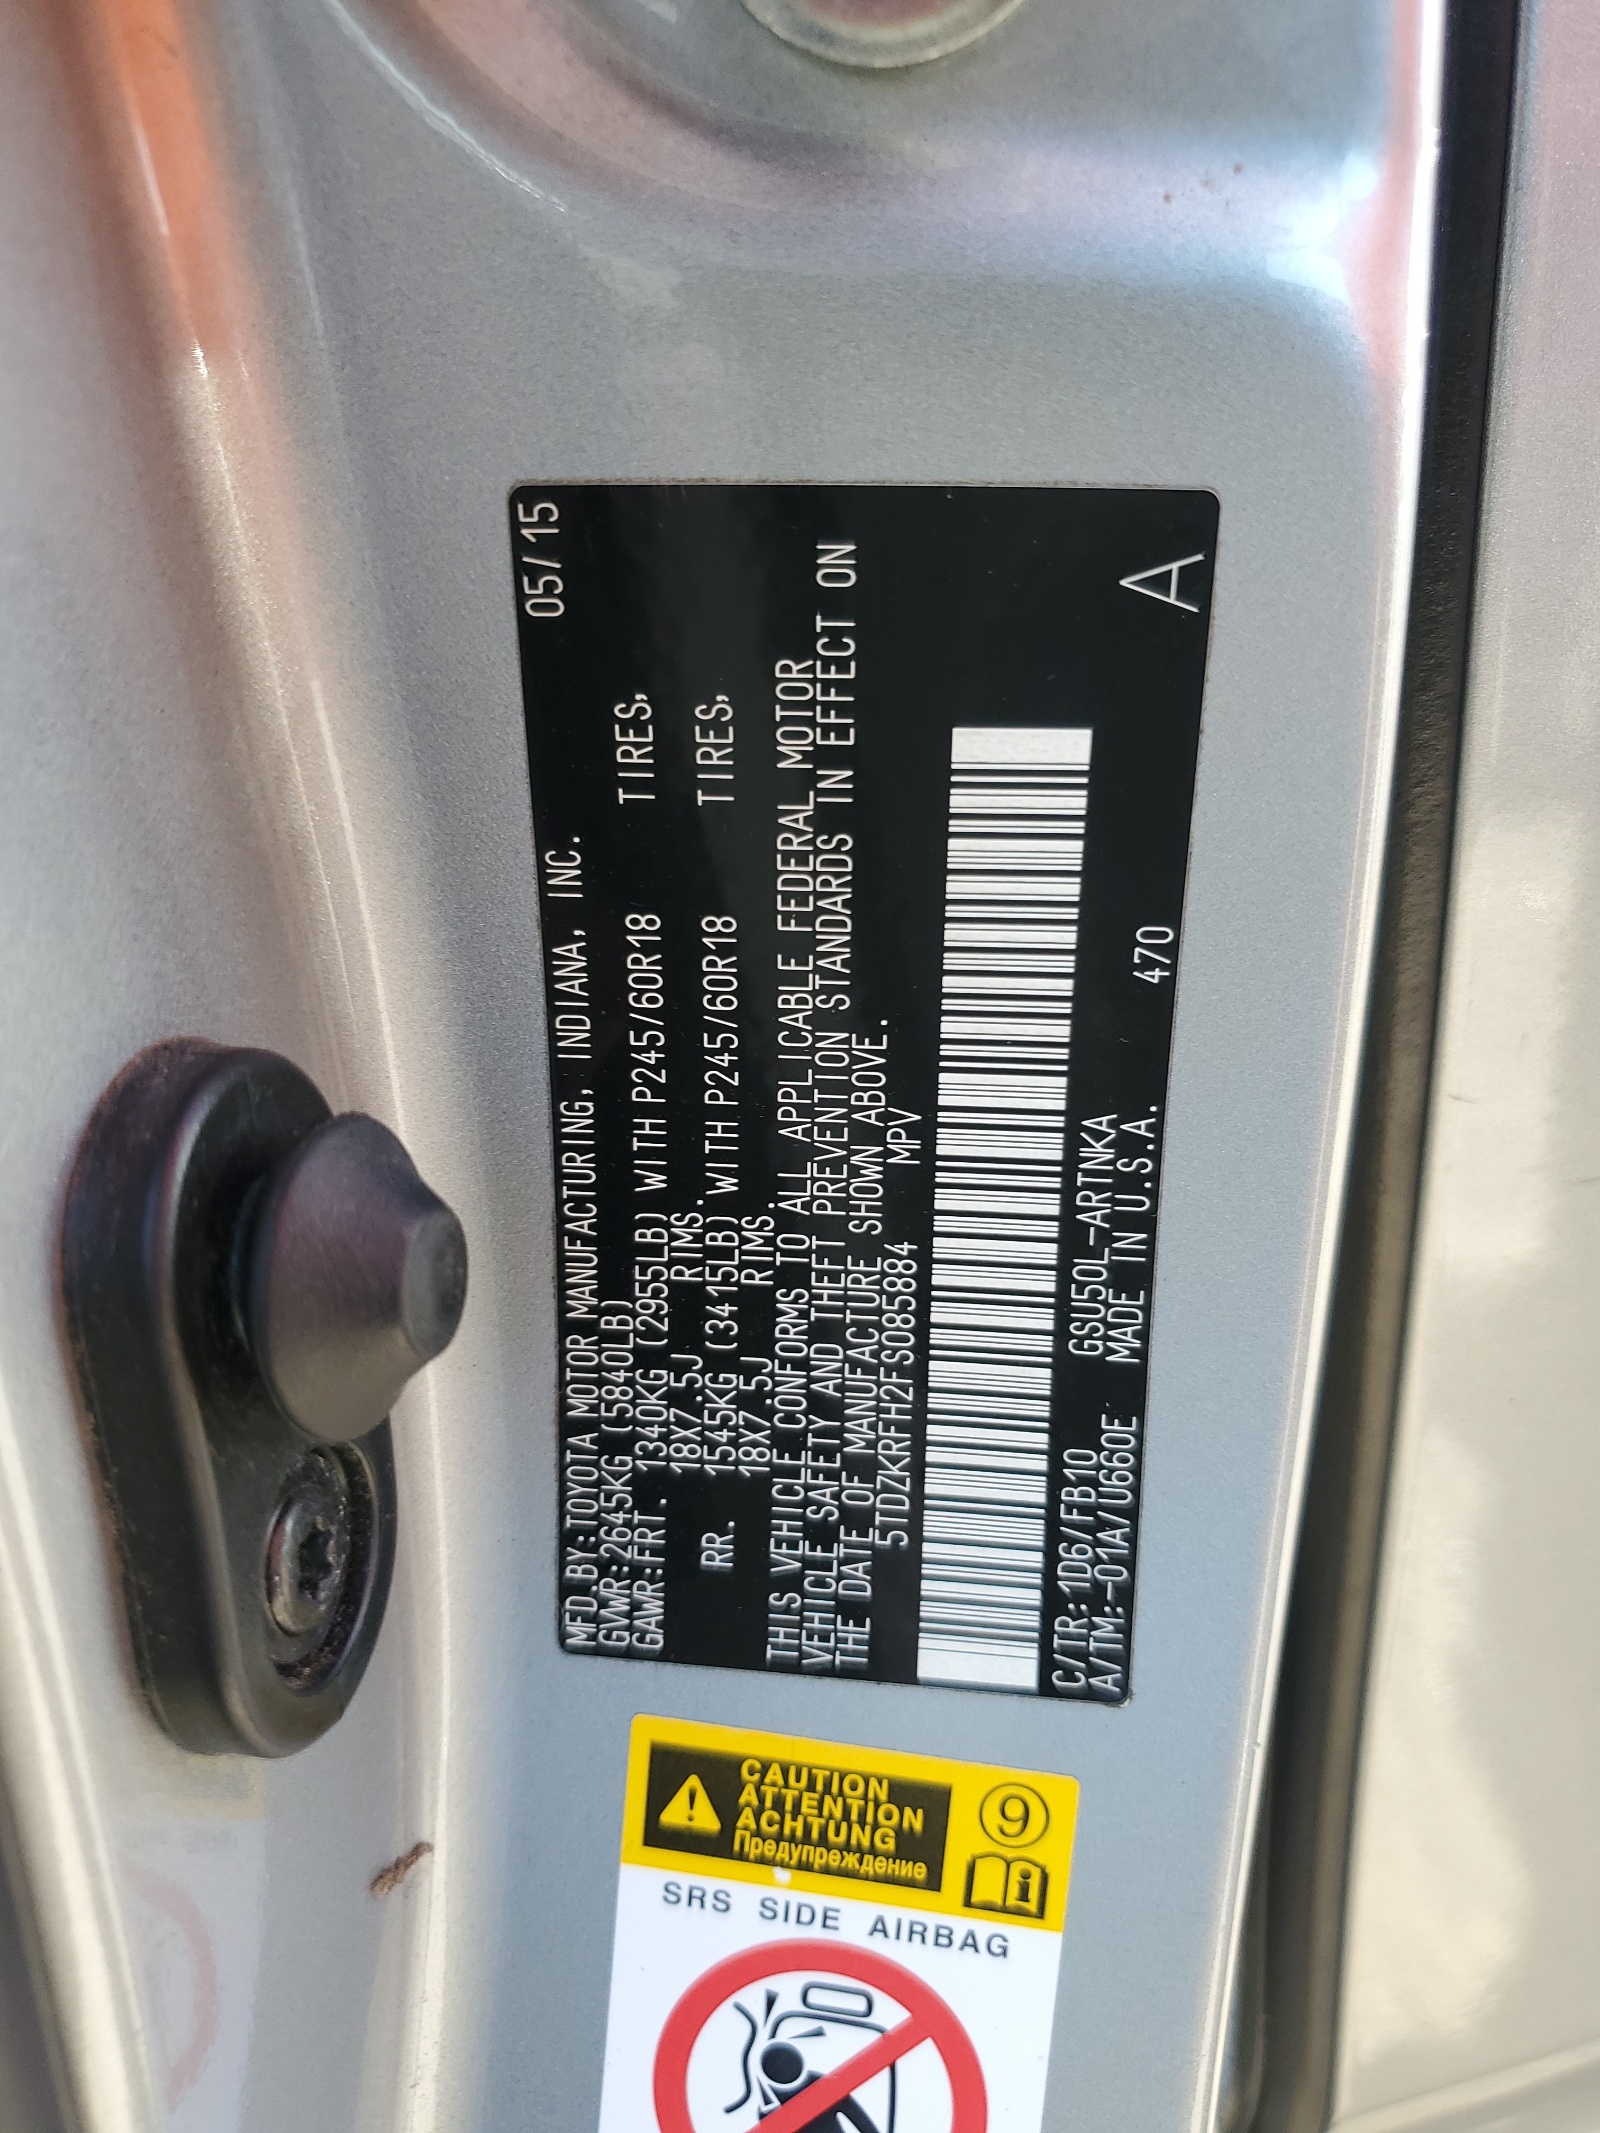 MFD.BY:TOYOTA MOTOR MANUFACTURING, INDIANA, INC. 05/15
GVWR:2645KG (5840LB)
GAWR:FRT. 1340KG (2955LB) WITH P245/60R18 TIRES,
18X7.5J RIMS.
RR. 1545KG (3415LB) WITH P245/60R18 TIRES,
18X7.5J RIMS.
THIS VEHICLE CONFORMS TO ALL APPLICABLE FEDERAL MOTOR
VEHICLE SAFETY AND THEFT PREVENTION STANDARDS IN EFFECT ON
THE DATE OF MANUFACTURE SHOWN ABOVE.
5TDZKRFH2FS085884 MPV
C/TR:1D6/FB10 GSU50L-ARTNKA
A/TM:-01A/U660E MADE IN U.S.A. 470 A
CAUTION
ATTENTION
ACHTUNG
Предупреждение
9
i
SRS SIDE AIRBAG